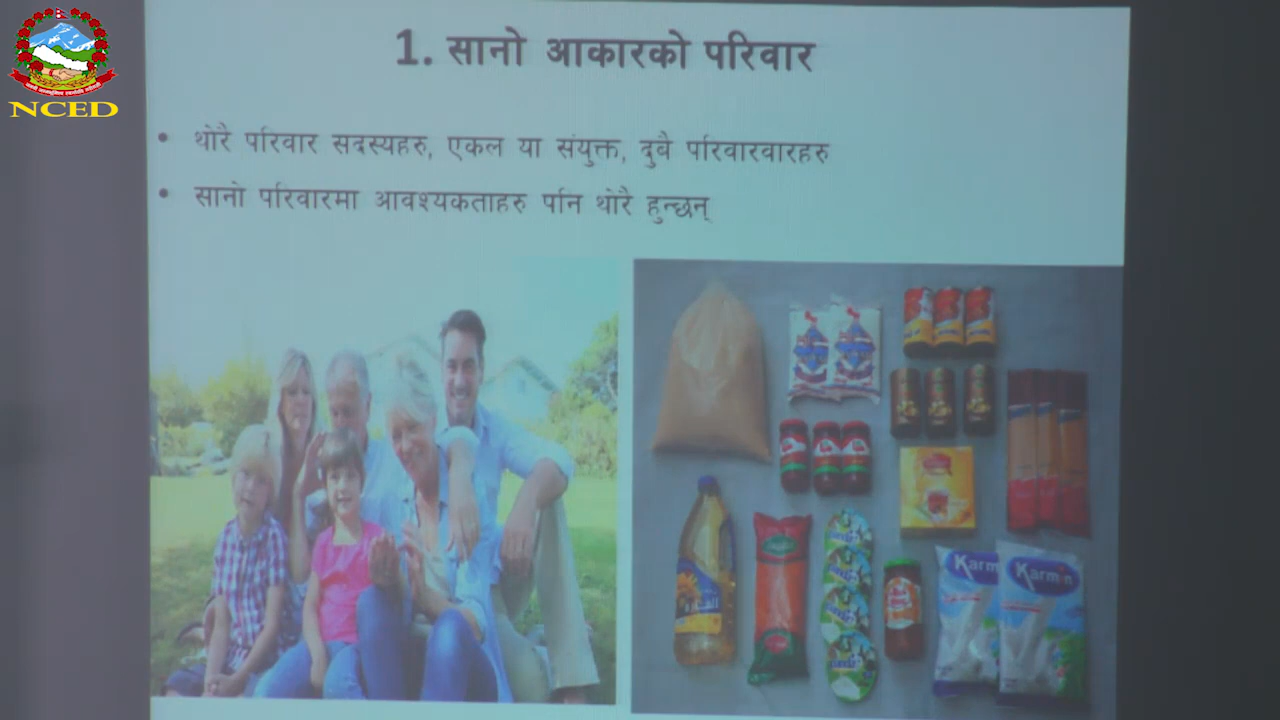 NCED
1. सानो आकारको परिवार
• थोरै परिवार सदस्यहरु, एकल या संयुक्त, दुवै परिवारवारहरु
• सानो परिवारमा आवश्यकताहरु पनि थोरै हुन्छन्
Karm
Karmin